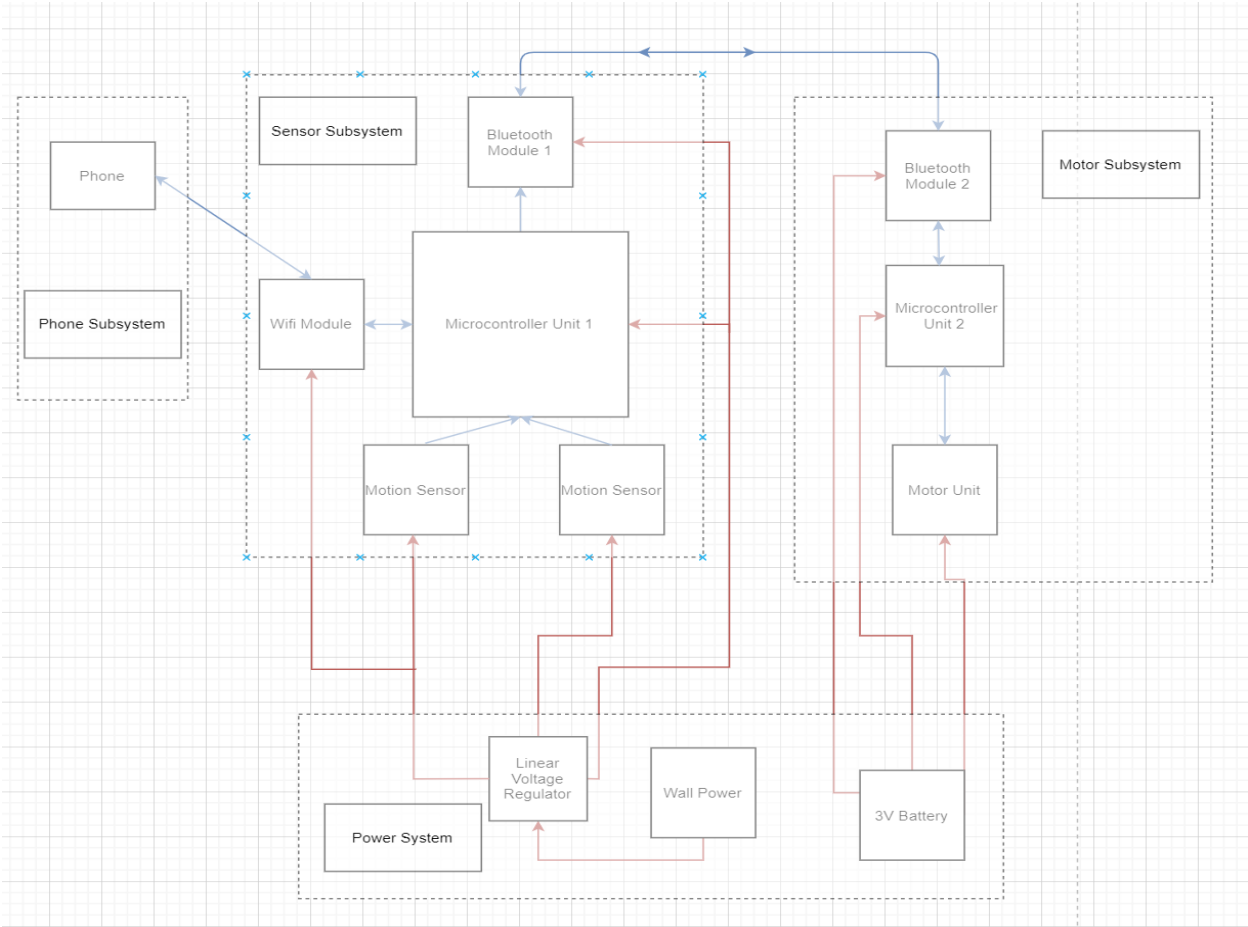 Phone
Phone Subsystem
Sensor Subsystem
Bluetooth
Module 1
Wifi Module
Microcontroller Unit 1
Motion Sensor
Motion Sensor
Bluetooth
Module 2
Motor Subsystem
Microcontroller
Unit 2
Motor Unit
Linear
Voltage
Regulator
Wall Power
3V Battery
Power System